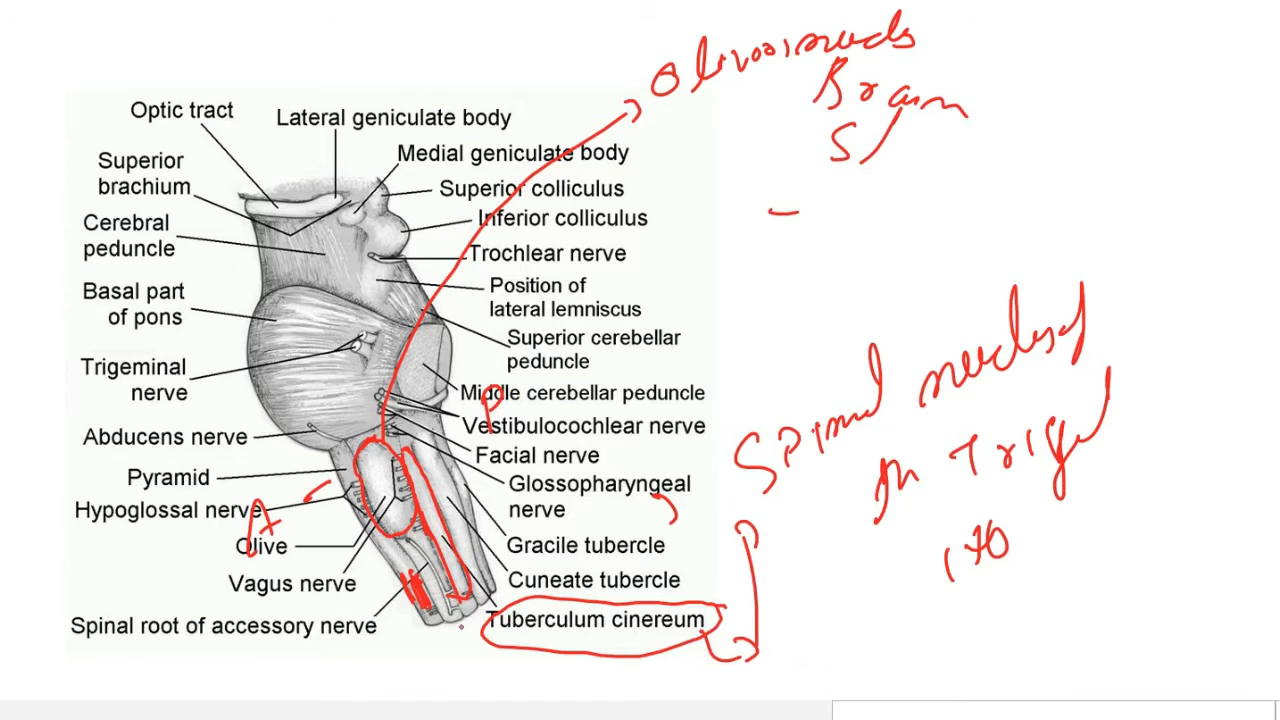 Optic tract
Lateral geniculate body
Medial geniculate body
Superior
brachium
Superior colliculus
Cerebral
peduncle
Inferior colliculus
Trochlear nerve
Position of
lateral lemniscus
Basal part
of pons
Superior cerebellar
peduncle
Trigeminal
nerve
Middle cerebellar peduncle
P
Vestibulocochlear nerve
Abducens nerve
Facial nerve
Pyramid
Glossopharyngeal
nerve
Hypoglossal nerve
A
Olive
Gracile tubercle
Vagus nerve
Cuneate tubercle
Spinal root of accessory nerve
Tuberculum cinereum
S
Spinal